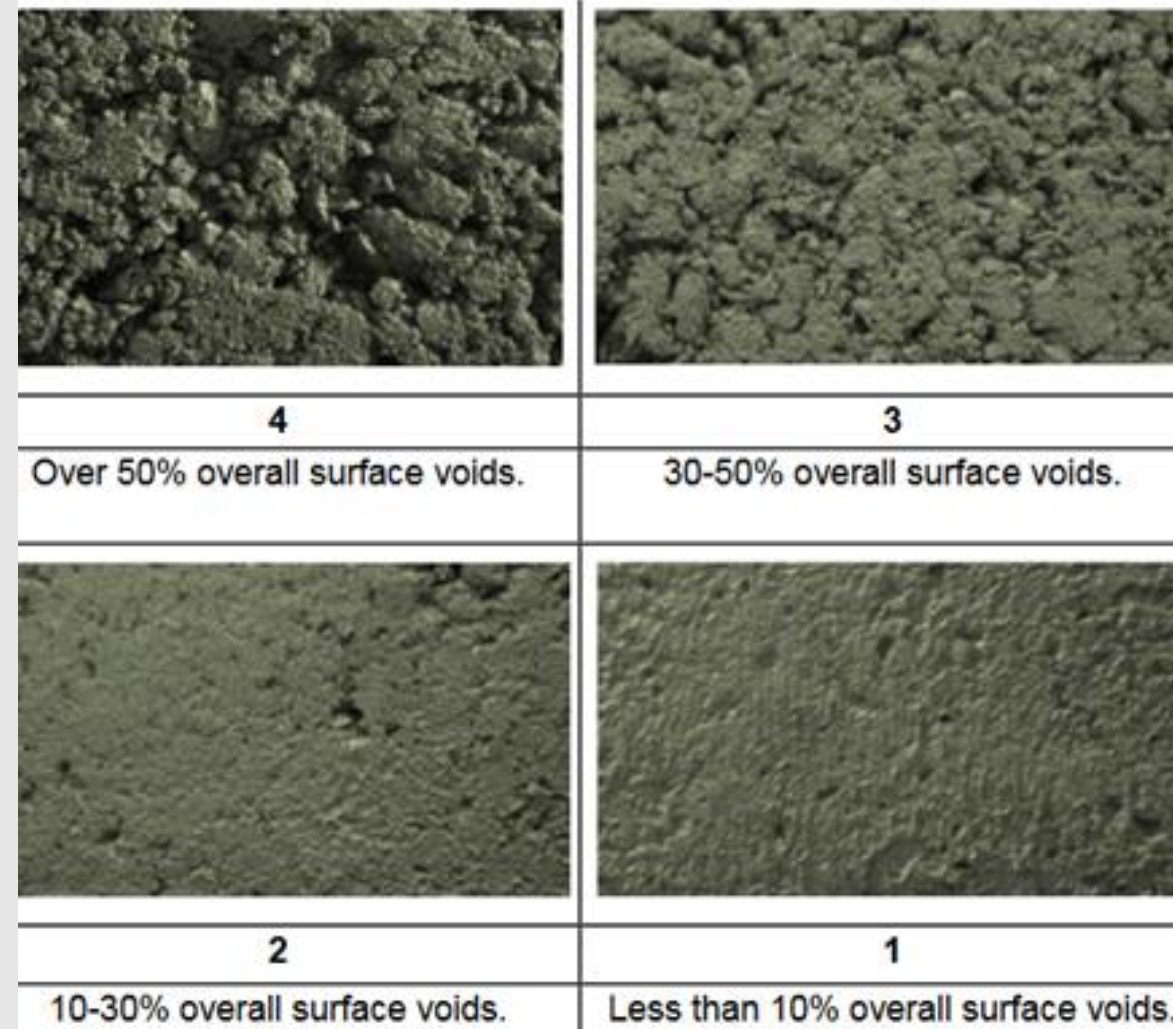 4
3
Over 50% overall surface voids.
30-50% overall surface voids.
2
1
10-30% overall surface voids.
Less than 10% overall surface voids.